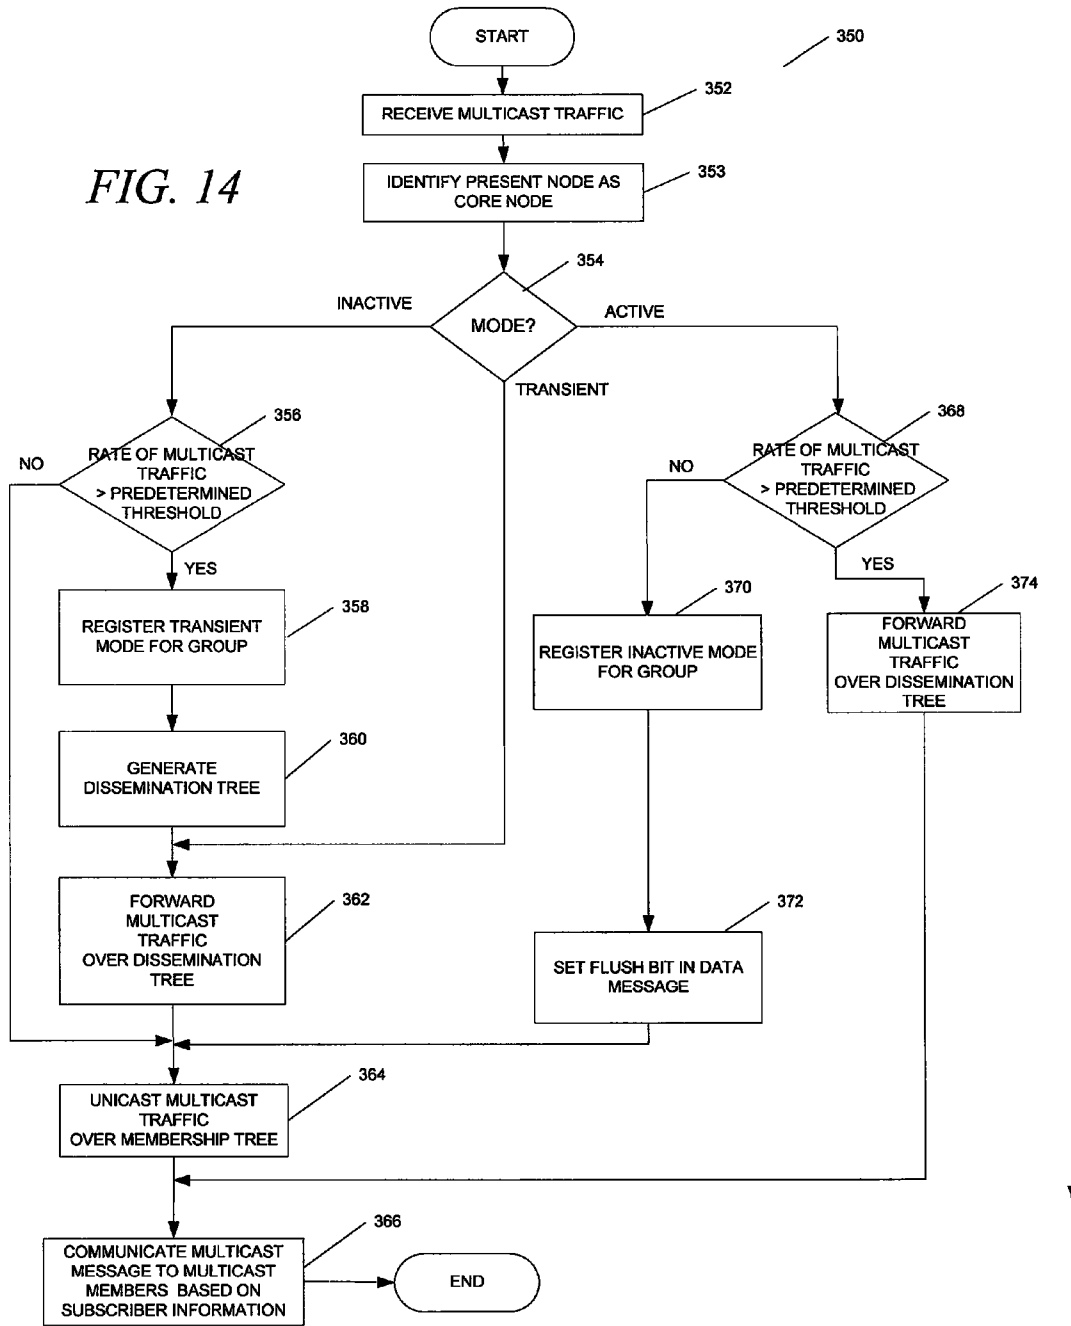 START
350
352
RECEIVE MULTICAST TRAFFIC
FIG. 14
353
IDENTIFY PRESENT NODE AS
CORE NODE
354
INACTIVE
MODE?
ACTIVE
TRANSIENT
356
RATE OF MULTICAST
TRAFFIC
> PREDETERMINED
THRESHOLD
NO
YES
368
RATE OF MULTICAST
TRAFFIC
> PREDETERMINED
THRESHOLD
NO
YES
358
REGISTER TRANSIENT
MODE FOR GROUP
370
REGISTER INACTIVE MODE
FOR GROUP
374
FORWARD
MULTICAST
TRAFFIC
OVER DISSEMINATION
TREE
360
GENERATE
DISSEMINATION TREE
362
FORWARD
MULTICAST
TRAFFIC
OVER DISSEMINATION
TREE
372
SET FLUSH BIT IN DATA
MESSAGE
364
UNICAST MULTICAST
TRAFFIC
OVER MEMBERSHIP TREE
366
COMMUNICATE MULTICAST
MESSAGE TO MULTICAST
MEMBERS BASED ON
SUBSCRIBER INFORMATION
END